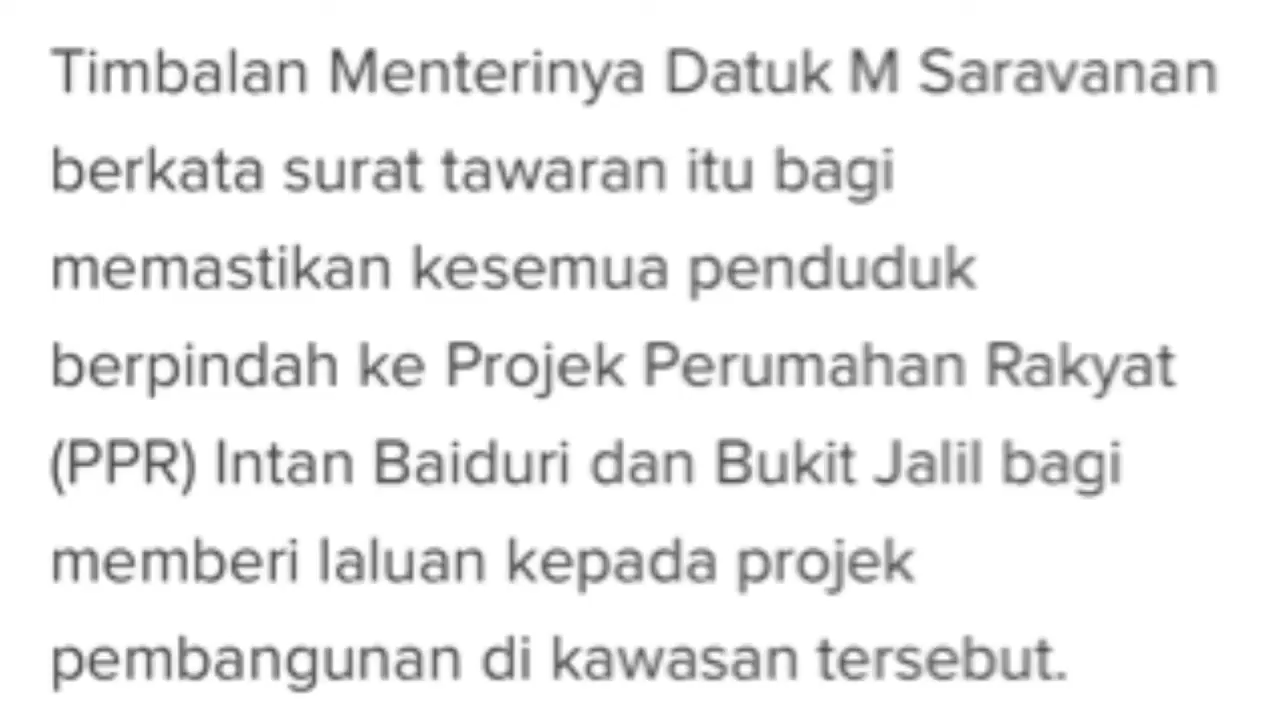 Timbalan Menterinya Datuk M Saravanan
berkata surat tawaran itu bagi
memastikan kesemua penduduk
berpindah ke Projek Perumahan Rakyat
(PPR) Intan Baiduri dan Bukit Jalil bagi
memberi laluan kepada projek
pembangunan di kawasan tersebut.